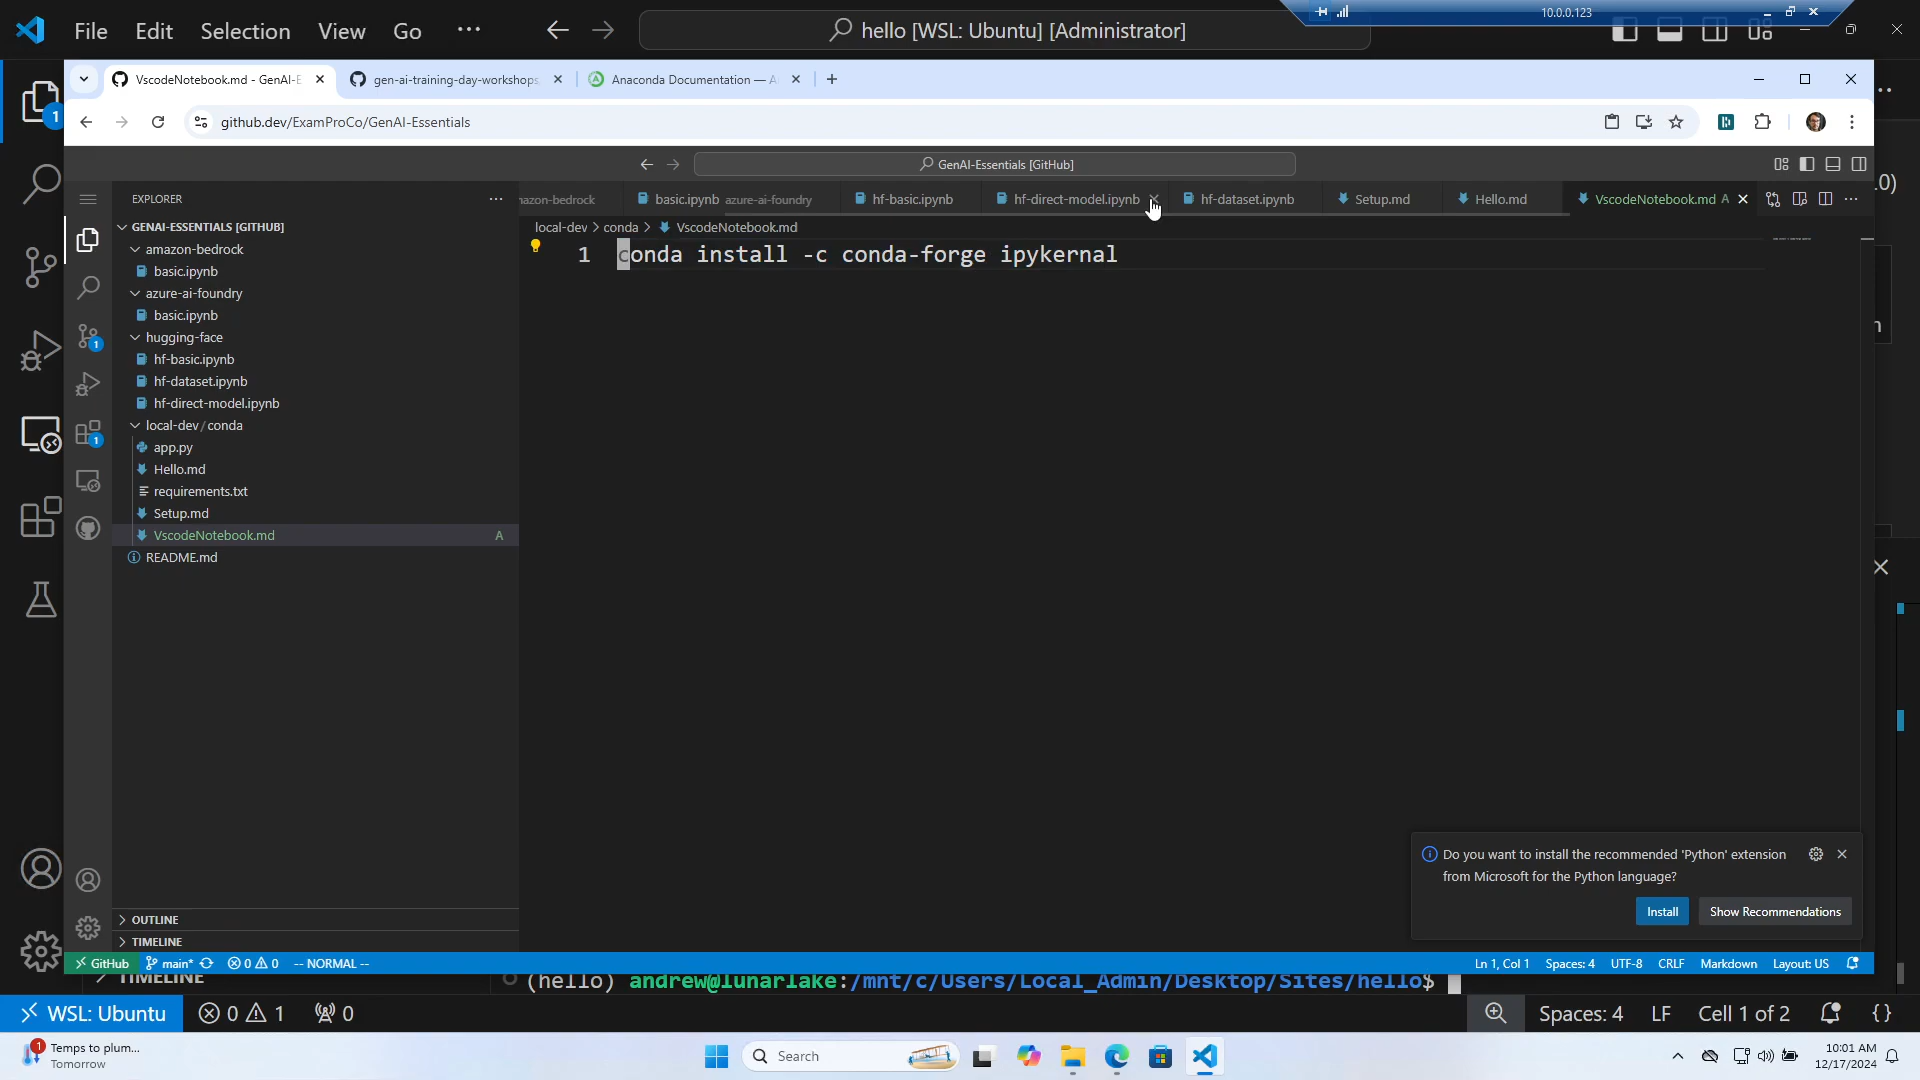 File Edit Selection View Go ··· hello [WSL: Ubuntu] [Administrator]
10.0.0.123
VscodeNotebook.md - GenAI-E
gen-ai-training-day-workshops
Anaconda Documentation — A
github.dev/ExamProCo/GenAI-Essentials
GenAI-Essentials [GitHub]
EXPLORER
azon-bedrock
basic.ipynb azure-ai-foundry
hf-basic.ipynb
hf-direct-model.ipynb
hf-dataset.ipynb
Setup.md
Hello.md
VscodeNotebook.md A
local-dev > conda > VscodeNotebook.md
1 conda install -c conda-forge ipykernal
GENAI-ESSENTIALS [GITHUB]
amazon-bedrock
basic.ipynb
azure-ai-foundry
basic.ipynb
hugging-face
hf-basic.ipynb
hf-dataset.ipynb
hf-direct-model.ipynb
local-dev / conda
app.py
Hello.md
requirements.txt
Setup.md
VscodeNotebook.md A
README.md
1
1
1
.0)
n
Do you want to install the recommended 'Python' extension
from Microsoft for the Python language?
Install
Show Recommendations
OUTLINE
TIMELINE
GitHub main* 0 0 -- NORMAL -- Ln 1, Col 1 Spaces: 4 UTF-8 CRLF Markdown Layout: US
TIMELINE
(hello) andrew@lunarlake:/mnt/c/Users/Local_Admin/Desktop/Sites/hello$
WSL: Ubuntu 0 1 0 Spaces: 4 LF Cell 1 of 2 {}
1
Temps to plum...
Tomorrow
Search
10:01 AM
12/17/2024